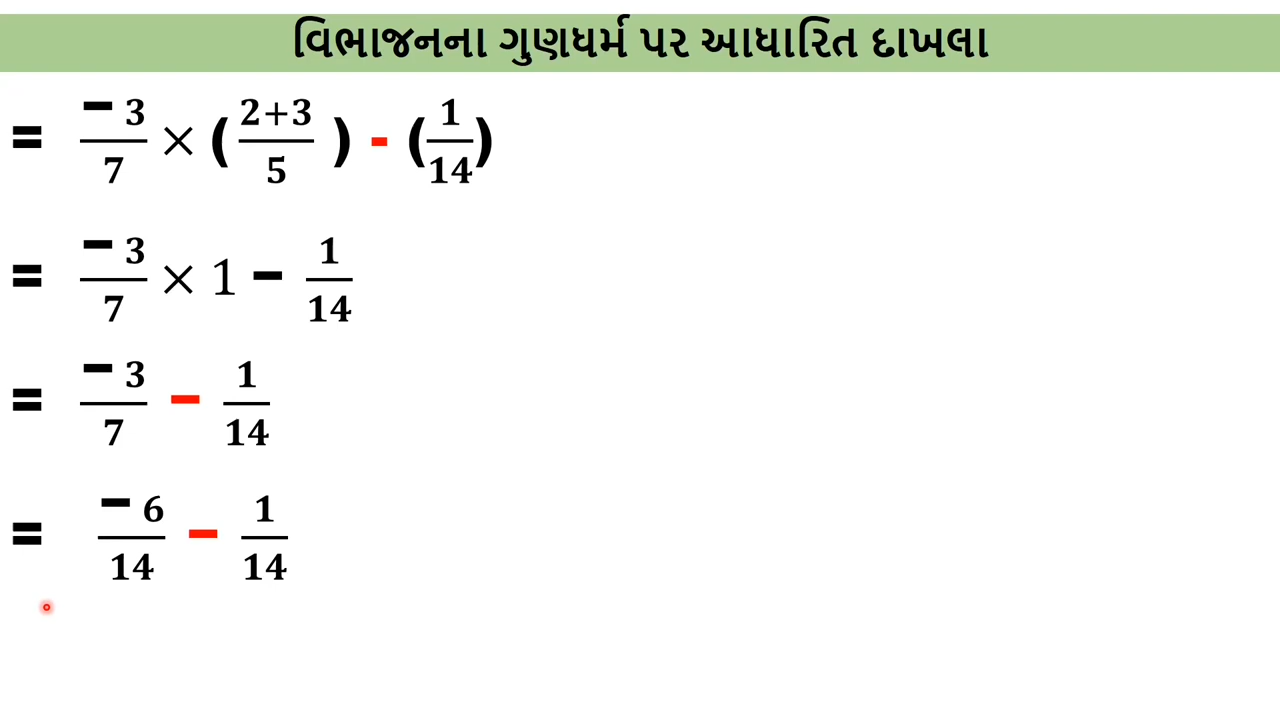 વિભાજનના ગુણધર્મ પર આધારિત દાખલા
= −3/7 × ( 2+3/5 ) - (1/14)
= −3/7 × 1 − 1/14
= −3/7 − 1/14
= −6/14 − 1/14